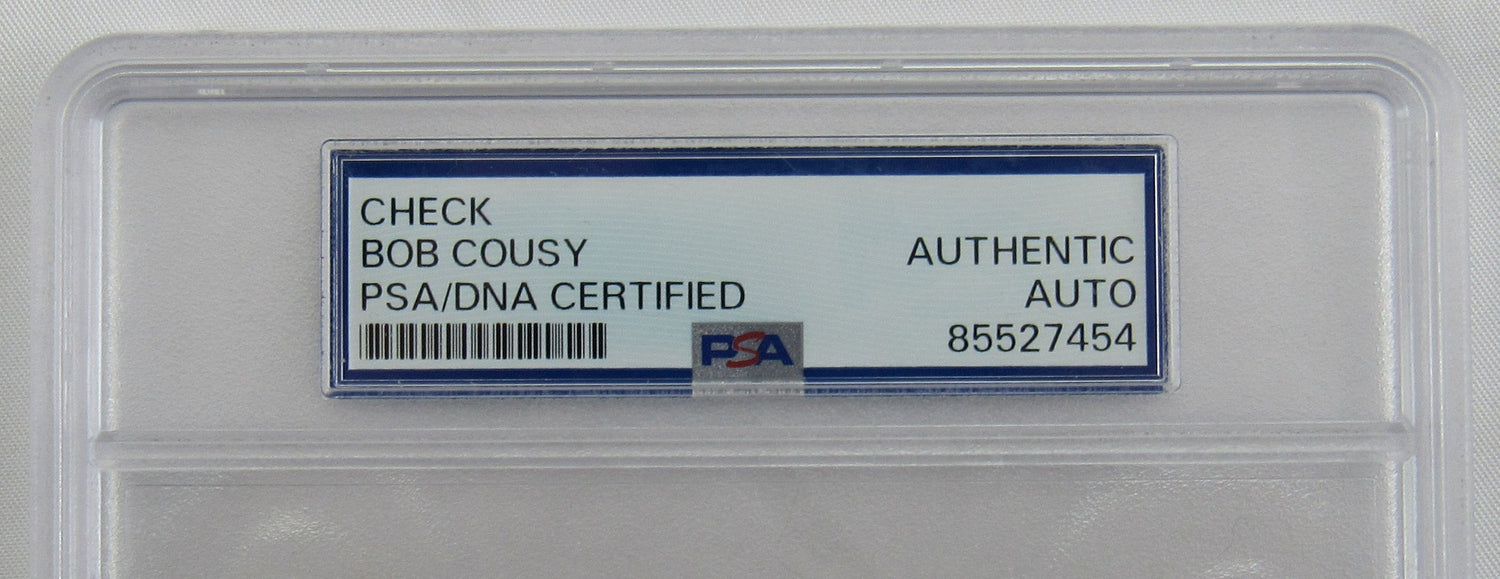 CHECK
BOB COUSY
PSA/DNA CERTIFIED
AUTHENTIC
AUTO
85527454
PSA